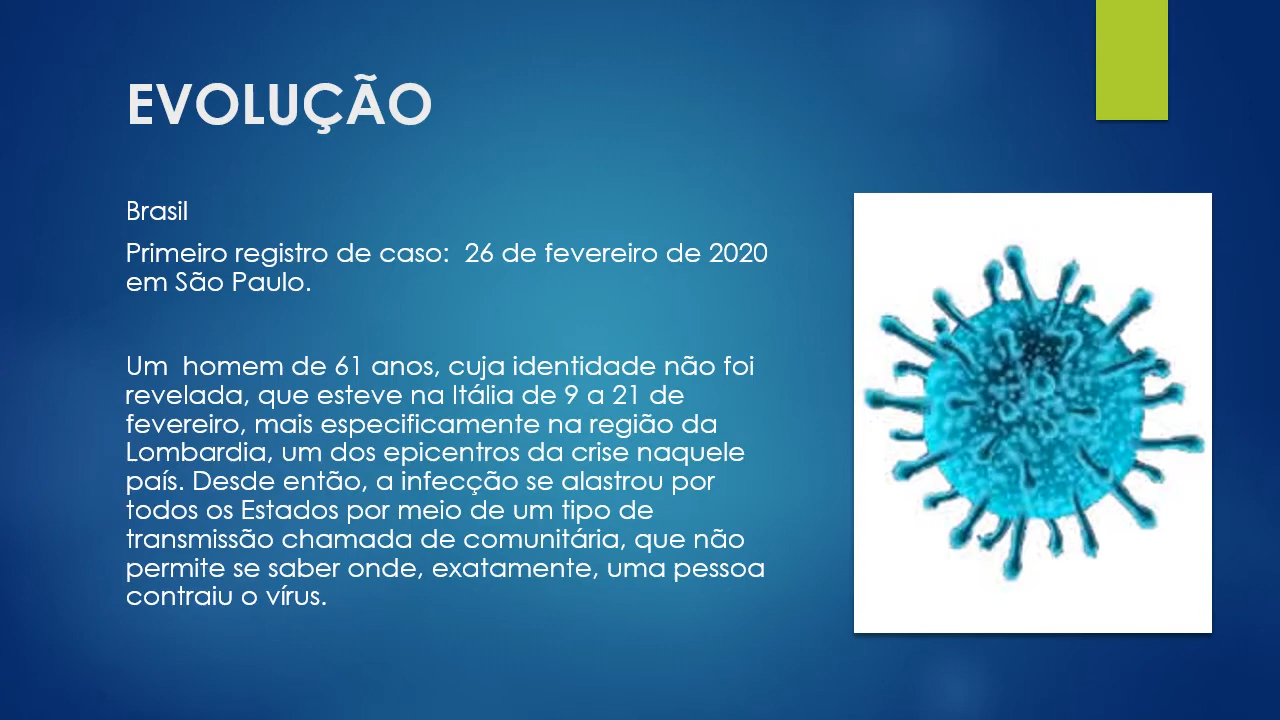 EVOLUÇÃO
Brasil
Primeiro registro de caso:  26 de fevereiro de 2020
em São Paulo.
Um  homem de 61 anos, cuja identidade não foi
revelada, que esteve na Itália de 9 a 21 de
fevereiro, mais especificamente na região da
Lombardia, um dos epicentros da crise naquele
país. Desde então, a infecção se alastrou por
todos os Estados por meio de um tipo de
transmissão chamada de comunitária, que não
permite se saber onde, exatamente, uma pessoa
contraiu o vírus.